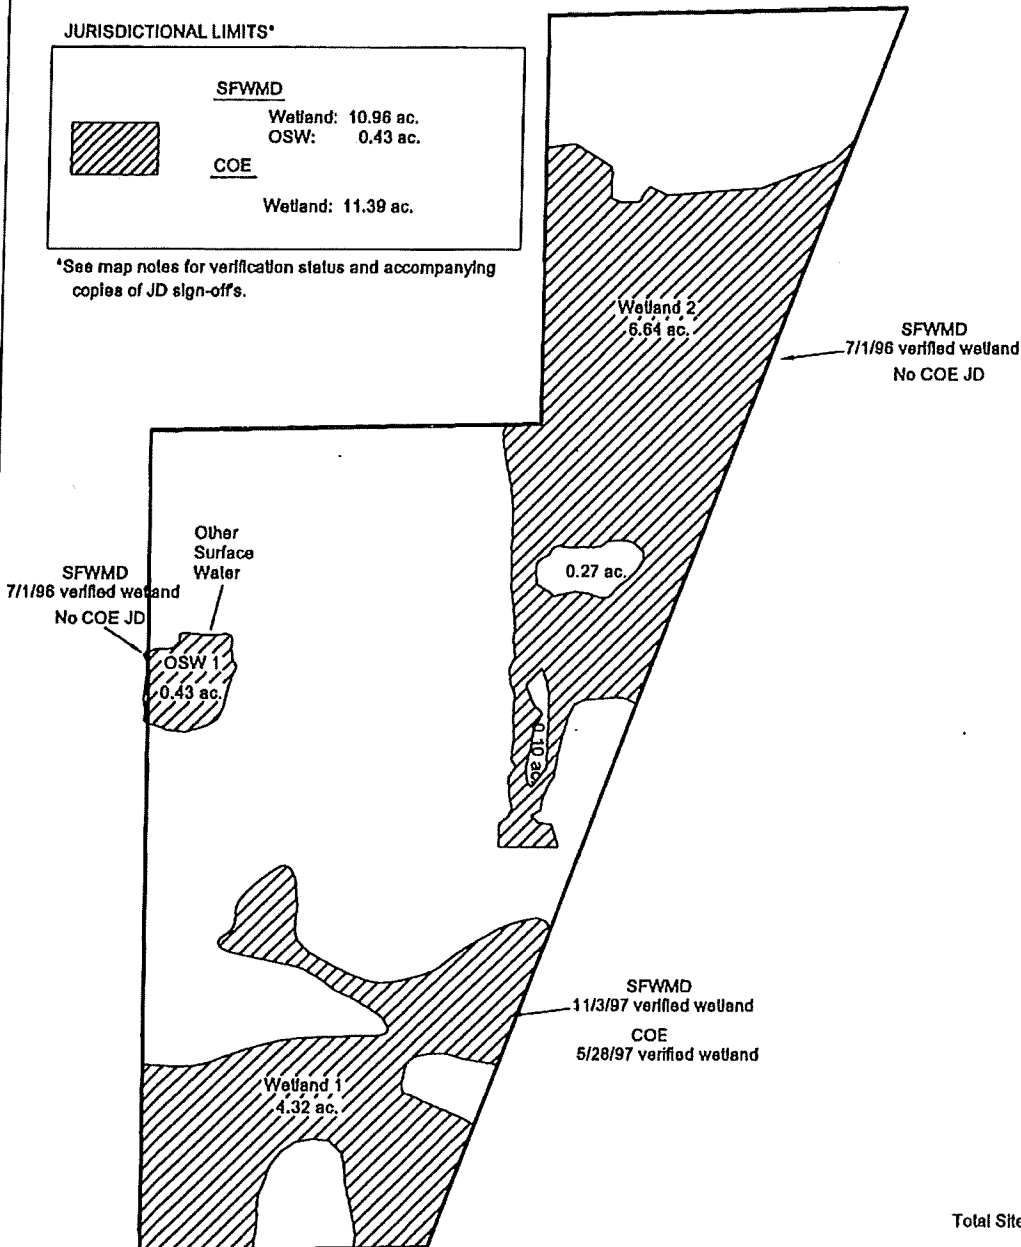 JURISDICTIONAL LIMITS*
SFWMD
Wetland: 10.96 ac.
OSW: 0.43 ac.
COE
Wetland: 11.39 ac.
*See map notes for verification status and accompanying
copies of JD sign-off's.
Wetland 2
6.64 ac.
SFWMD
7/1/96 verified wetland
No COE JD
Other
Surface
Water
SFWMD
7/1/96 verified wetland
No COE JD
OSW 1
0.43 ac.
0.27 ac.
0.10 ac.
SFWMD
11/3/97 verified wetland
COE
5/28/97 verified wetland
Wetland 1
4.32 ac.
Total Site